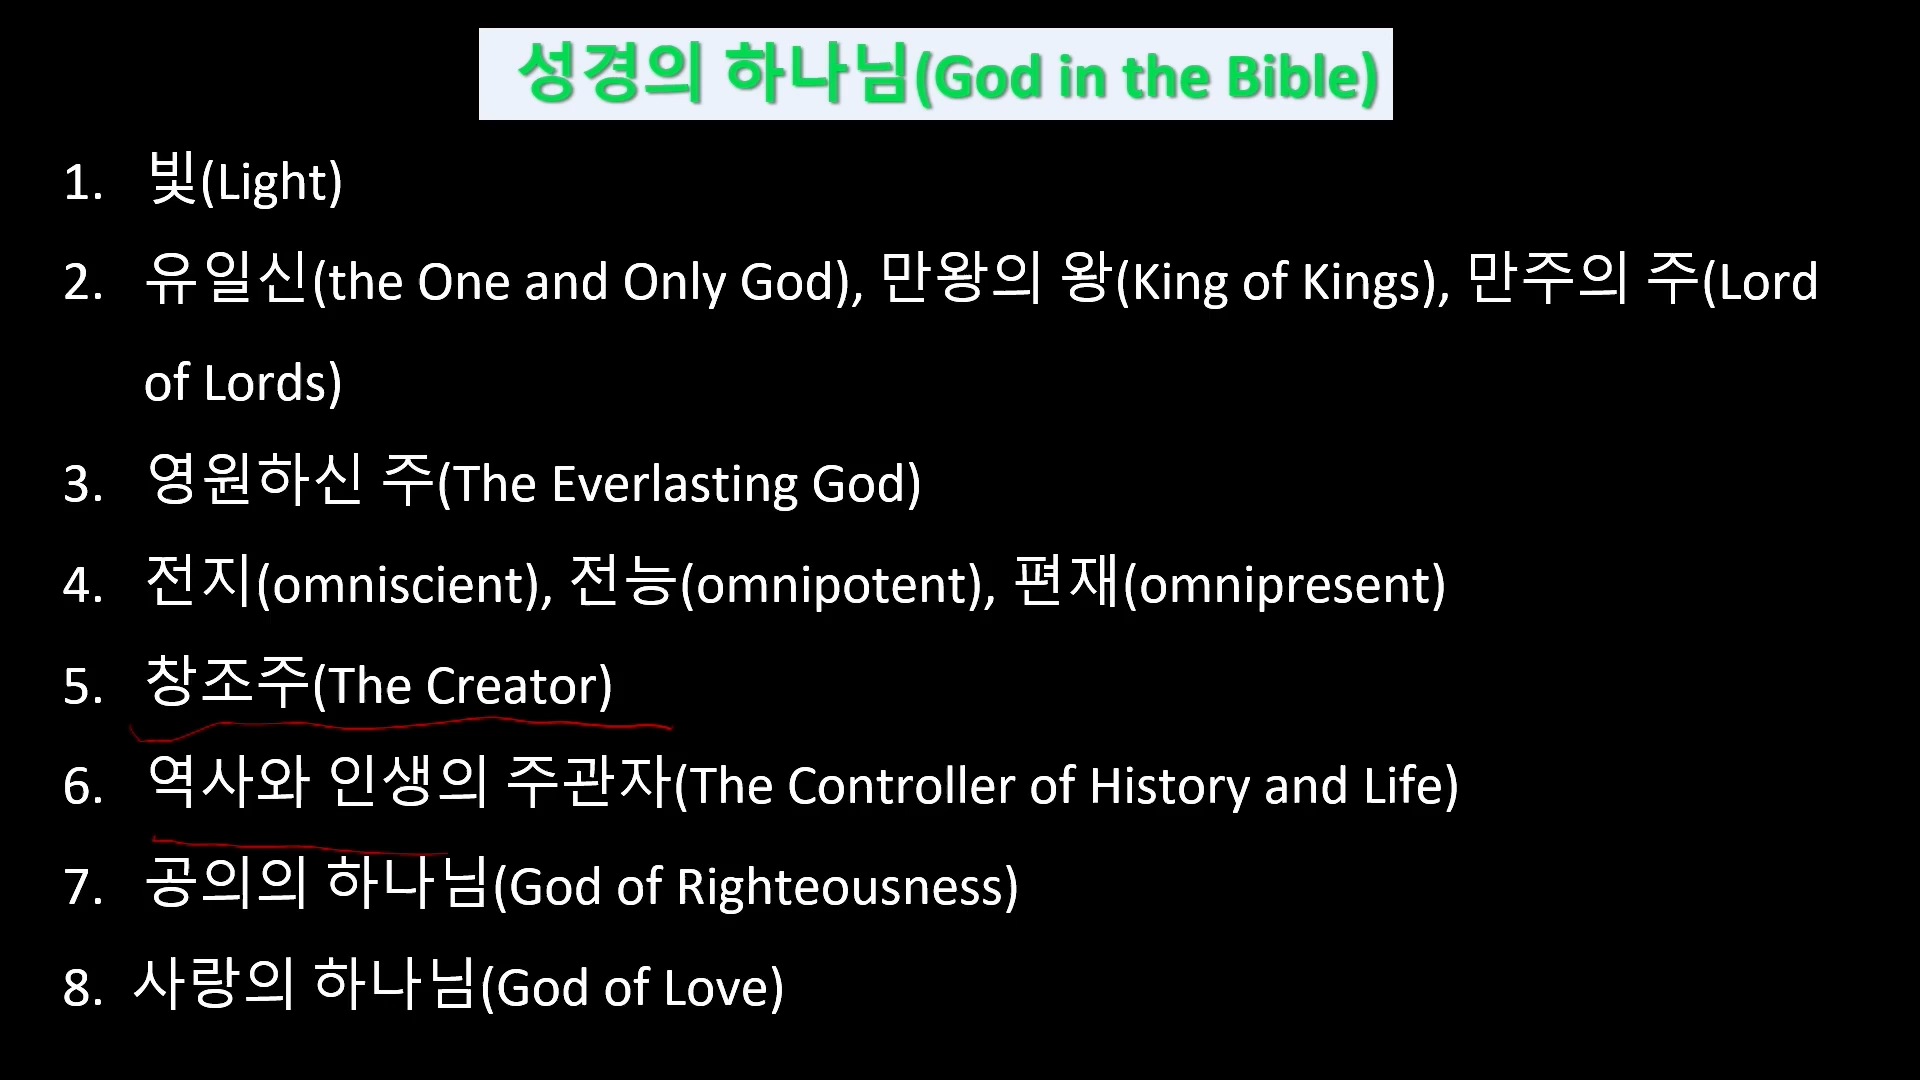 성경의 하나님(God in the Bible)
1. 빛(Light)
2. 유일신(the One and Only God), 만왕의 왕(King of Kings), 만주의 주(Lord
of Lords)
3. 영원하신 주(The Everlasting God)
4. 전지(omniscient), 전능(omnipotent), 편재(omnipresent)
5. 창조주(The Creator)
6. 역사와 인생의 주관자(The Controller of History and Life)
7. 공의의 하나님(God of Righteousness)
8. 사랑의 하나님(God of Love)